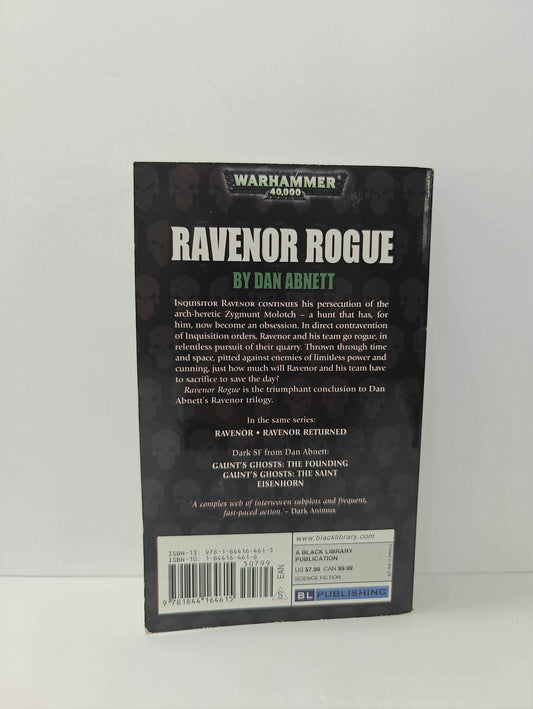 WARHAMMER
40,000
RAVENOR ROGUE
BY DAN ABNETT
INQUISITOR RAVENOR CONTINUES his persecution of the
arch-heretic Zygmunt Molotch – a hunt that has, for
him, now become an obsession. In direct contravention
of Inquisition orders, Ravenor and his team go rogue, in
relentless pursuit of their quarry. Thrown through time
and space, pitted against enemies of limitless power and
cunning, just how much will Ravenor and his team have
to sacrifice to save the day?
Ravenor Rogue is the triumphant conclusion to Dan
Abnett's Ravenor trilogy.
In the same series:
RAVENOR • RAVENOR RETURNED
Dark SF from Dan Abnett:
GAUNT'S GHOSTS: THE FOUNDING
GAUNT'S GHOSTS: THE SAINT
EISENHORN
'A complex web of interwoven subplots and frequent,
fast-paced action.' – Dark Animus
ISBN-13: 978-1-84416-461-5
ISBN-10: 1-84416-461-6
50799
9 781844 164615
EAN
S
www.blacklibrary.com
A BLACK LIBRARY
PUBLICATION
US $7.99 CAN $9.99
SCIENCE FICTION
BL PUBLISHING